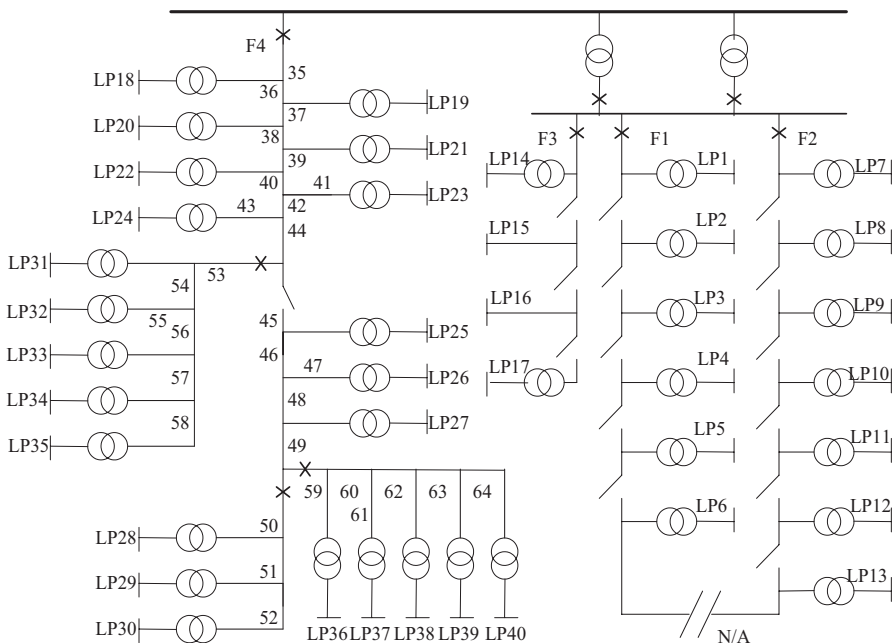 F4
35
LP18
36
LP19
37
LP20
38
LP21
39
LP22
40
41
LP23
43
42
LP24
44
LP31
53
54
LP32
55
56
45
LP25
LP33
46
47
LP26
57
48
LP34
58
LP27
49
LP35
59
60
62
63
64
61
50
LP28
51
LP29
52
LP30
LP36
LP37
LP38
LP39
LP40
F3
F1
F2
LP14
LP1
LP7
LP15
LP2
LP8
LP16
LP3
LP9
LP17
LP4
LP10
LP5
LP11
LP6
LP12
LP13
N/A